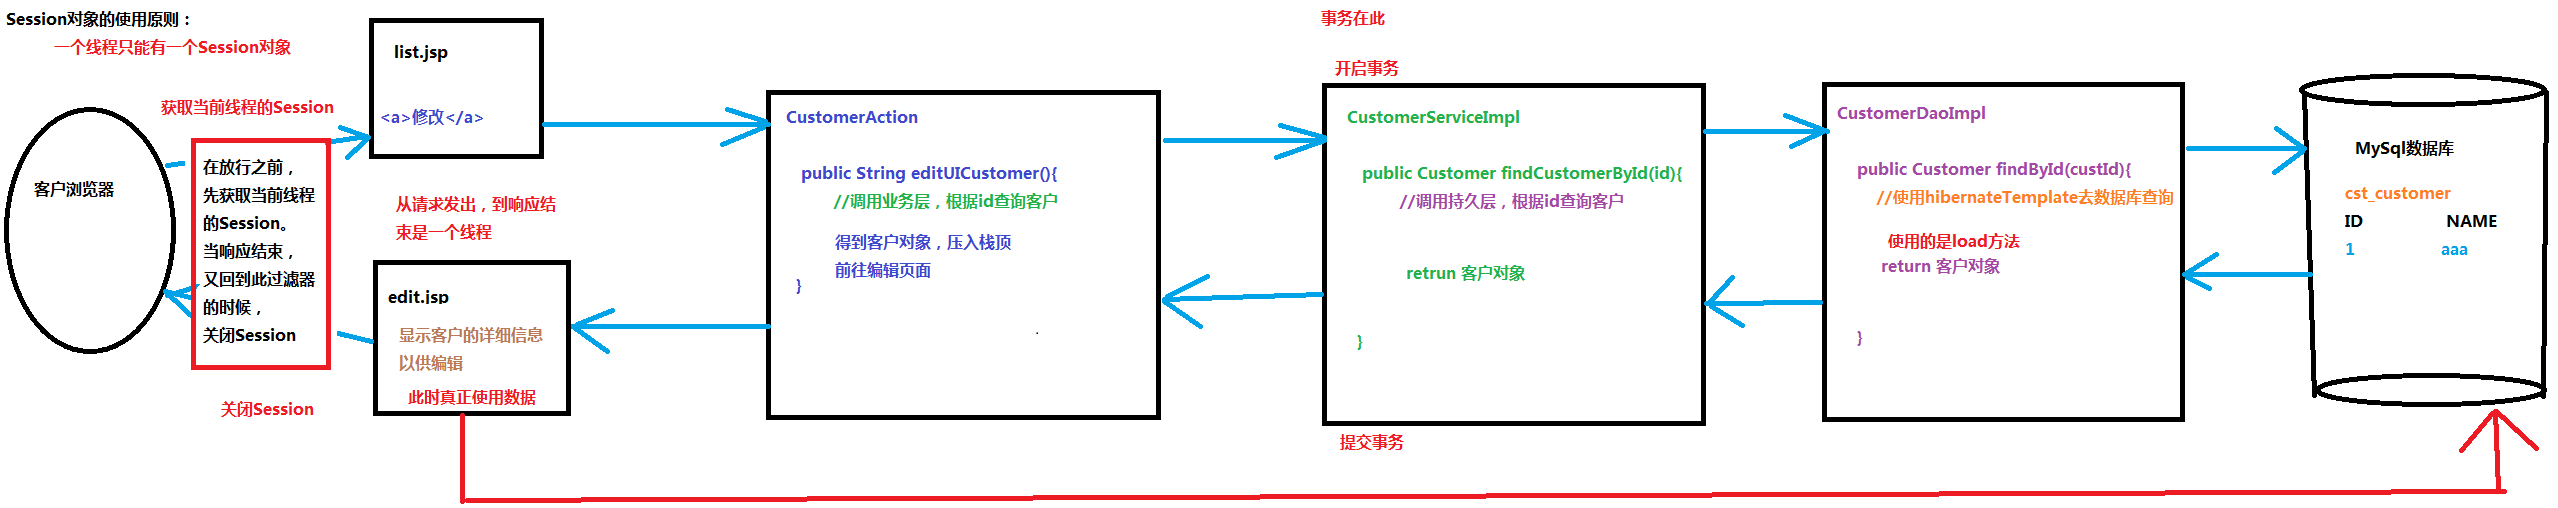 Session对象的使用原则：
一个线程只能有一个Session对象
客户浏览器
获取当前线程的Session
在放行之前，
先获取当前线程
的Session。
当响应结束，
又回到此过滤器
的时候，
关闭Session
关闭Session
list.jsp
<a>修改</a>
从请求发出，到响应结
束是一个线程
edit.jsp
显示客户的详细信息
以供编辑
此时真正使用数据
CustomerAction
public String editUICustomer(){
//调用业务层，根据id查询客户
得到客户对象，压入栈顶
前往编辑页面
}
事务在此
开启事务
CustomerServiceImpl
public Customer findCustomerById(id){
//调用持久层，根据id查询客户
retrun 客户对象
}
提交事务
CustomerDaoImpl
public Customer findById(custId){
//使用hibernateTemplate去数据库查询
使用的是load方法
return 客户对象
}
MySql数据库
cst_customer
ID NAME
1 aaa